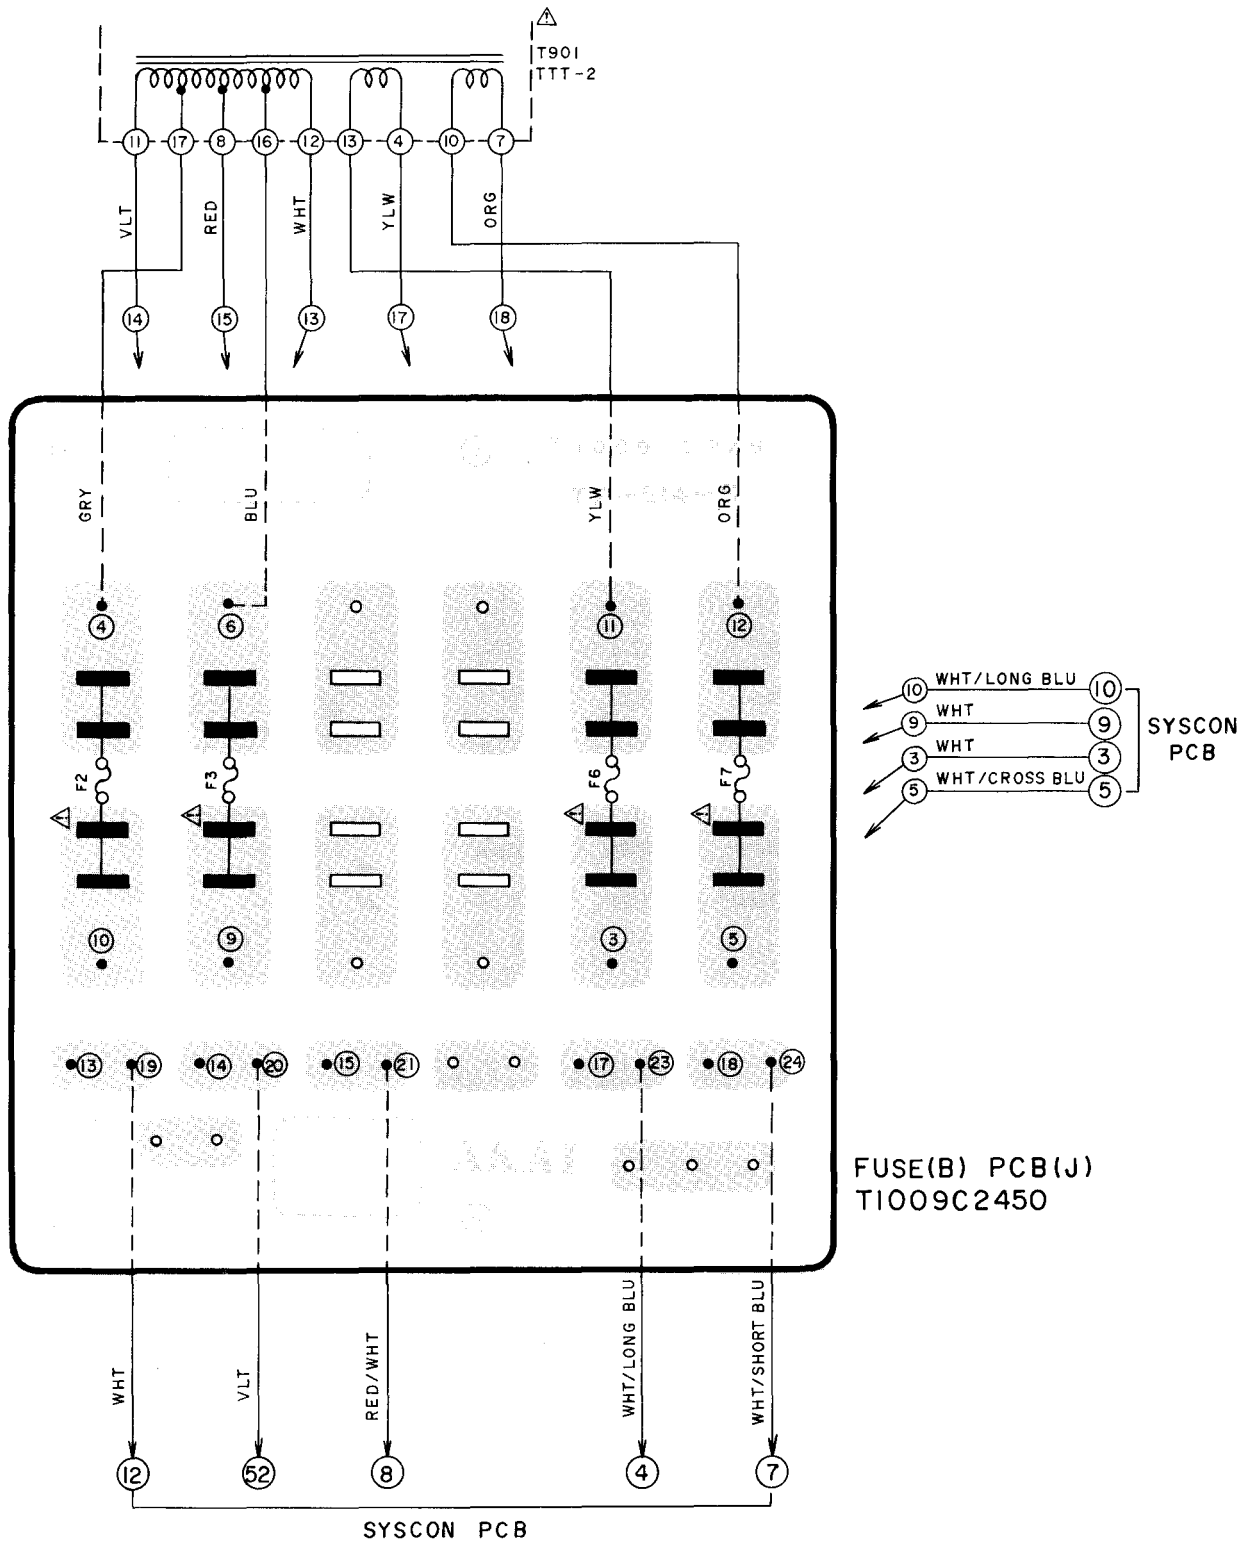 T901
TTT-2
11 17 8 16 12 13 4 10 7
VLT RED WHT YLW ORG
14 15 13 17 18
GRY BLU YLW ORG
4 6 11 12
10 WHT/LONG BLU 10
9 WHT 9
3 WHT 3
5 WHT/CROSS BLU 5
SYSCON
PCB
F2 F3 F6 F7
10 9 3 5
13 19 14 20 15 21 17 23 18 24
AKAI
FUSE(B) PCB(J)
T1009C2450
WHT VLT RED/WHT WHT/LONG BLU WHT/SHORT BLU
12 52 8 4 7
SYSCON PCB